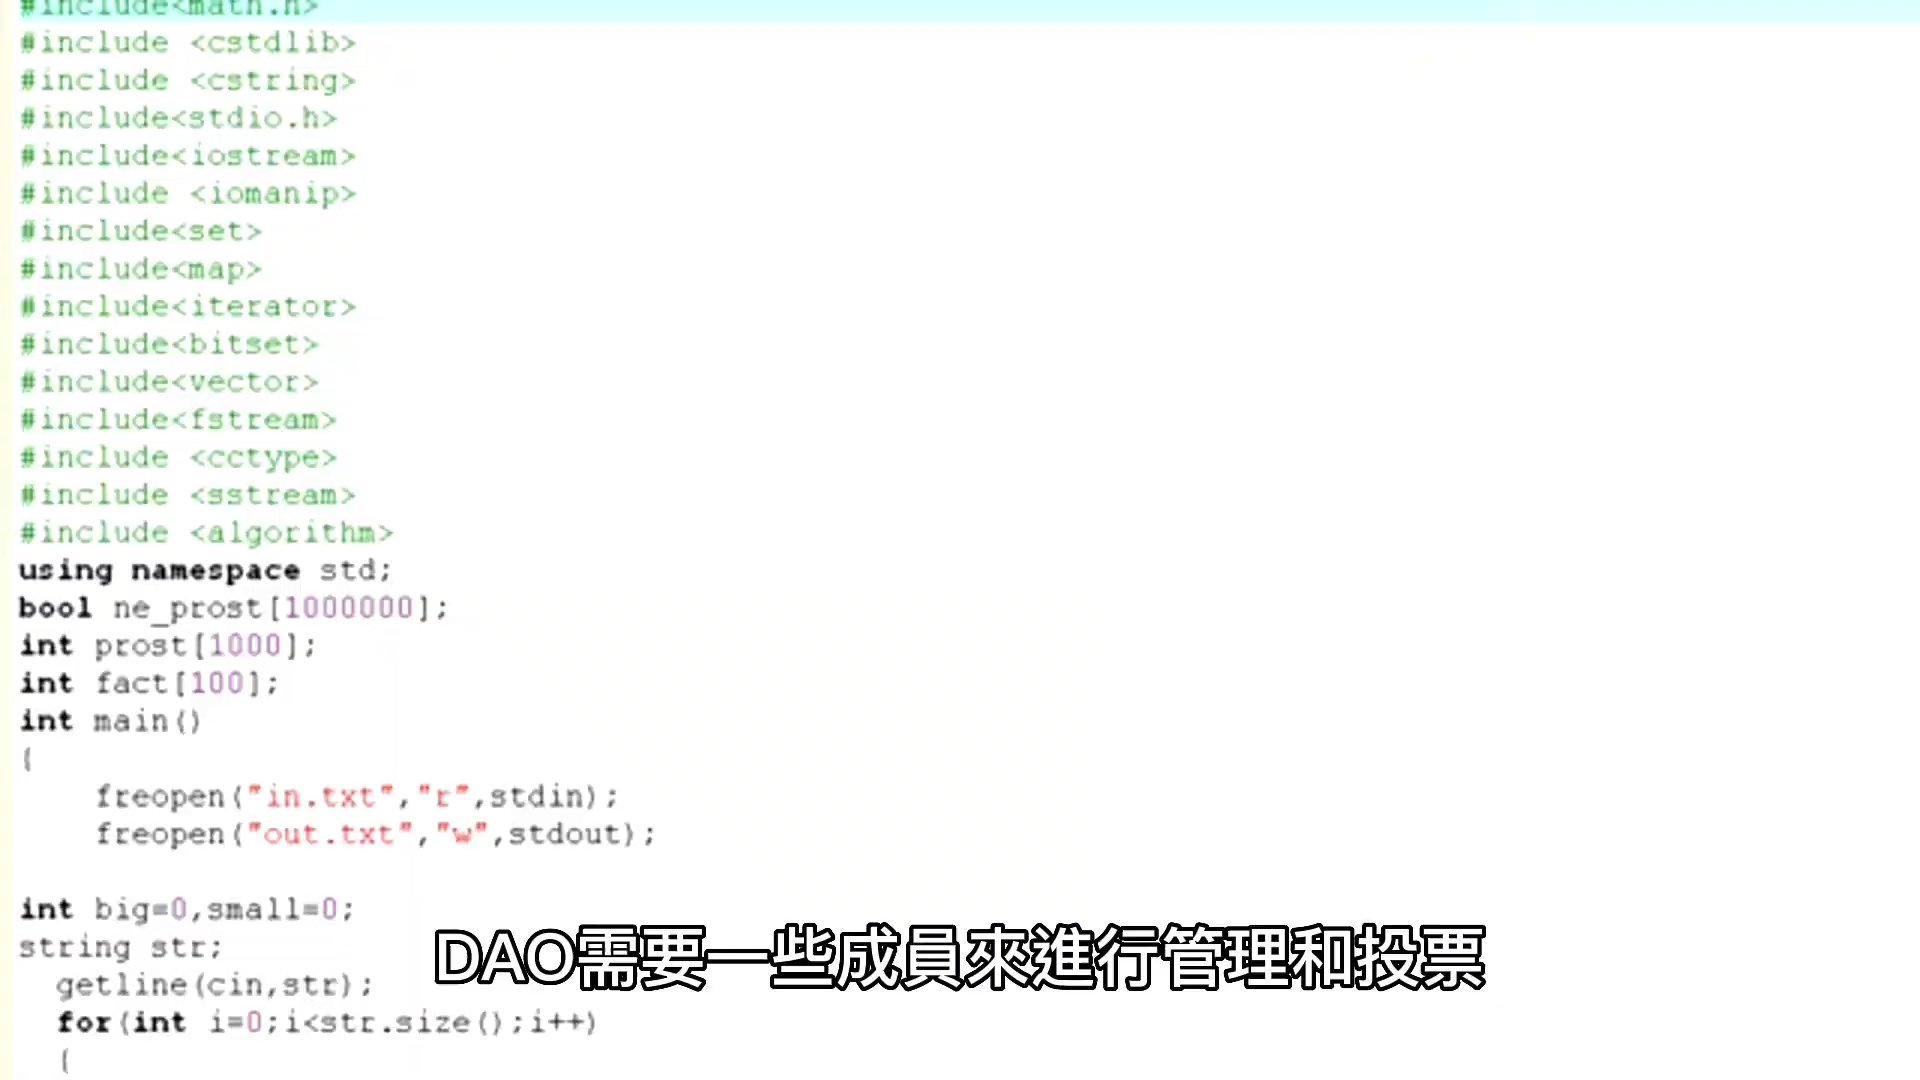 #include<math.h>
#include <cstdlib>
#include <cstring>
#include<stdio.h>
#include<iostream>
#include <iomanip>
#include<set>
#include<map>
#include<iterator>
#include<bitset>
#include<vector>
#include<fstream>
#include <cctype>
#include <sstream>
#include <algorithm>
using namespace std;
bool ne_prost[1000000];
int prost[1000];
int fact[100];
int main()
{
    freopen("in.txt","r",stdin);
    freopen("out.txt","w",stdout);
int big=0,small=0;
string str;
  getline(cin,str);
  for(int i=0;i<str.size();i++)
  {
DAO需要一些成員來進行管理和投票